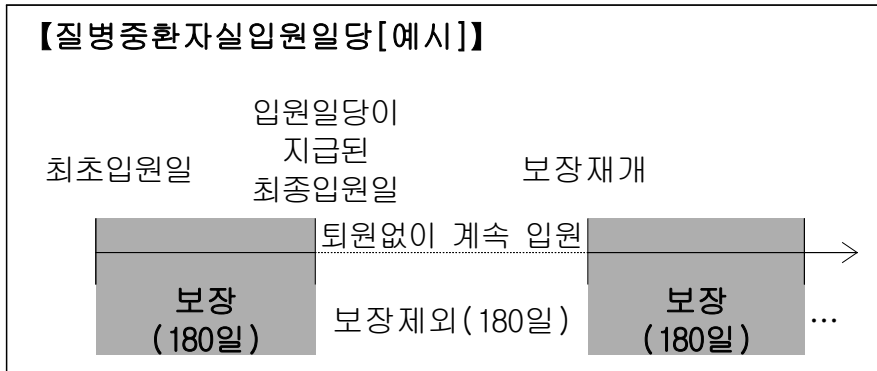 【질병중환자실입원일당[예시]】
최초입원일
입원일당이
지급된
최종입원일
보장재개
퇴원없이 계속 입원
보장
(180일)
보장제외(180일)
보장
(180일)
…